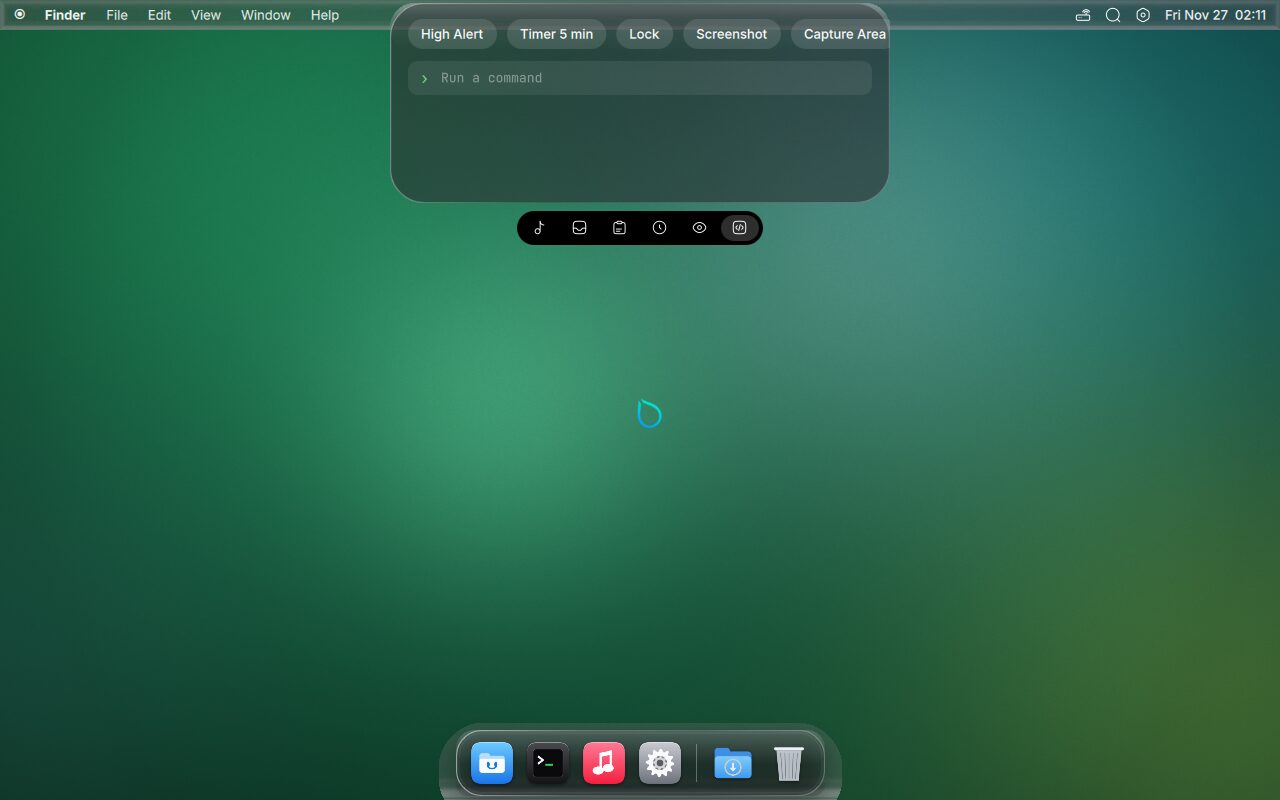 Finder File Edit View Window Help Fri Nov 27 02:11
High Alert Timer 5 min Lock Screenshot Capture Area
› Run a command